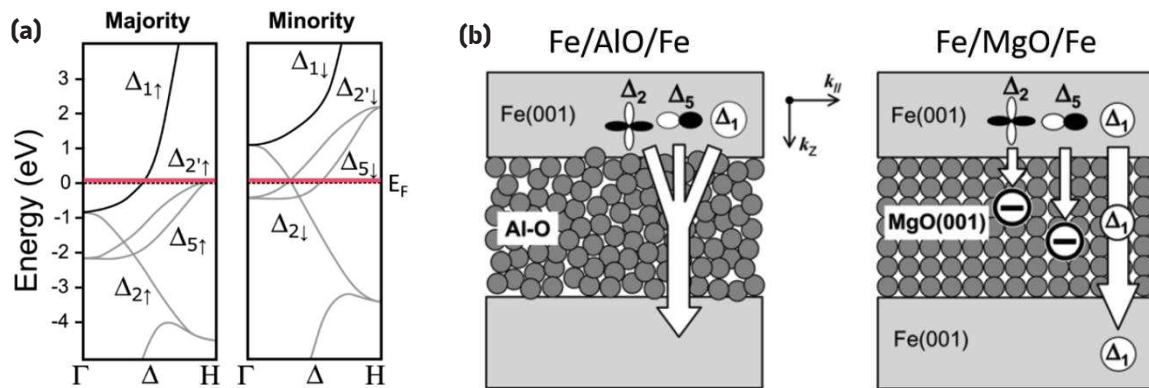 (a)
Majority
Minority
Energy (eV)
3
2
1
0
-1
-2
-3
-4
Δ1↑
Δ2'↑
Δ5↑
Δ2↑
Δ1↓
Δ2'↓
Δ5↓
Δ2↓
EF
Γ Δ H
Γ Δ H
(b)
Fe/AlO/Fe
Fe/MgO/Fe
Fe(001)
Δ2 Δ5 Δ1
Al-O
k//
kz
Fe(001)
Δ2 Δ5 Δ1
MgO(001)
Δ1
Fe(001)
Δ1